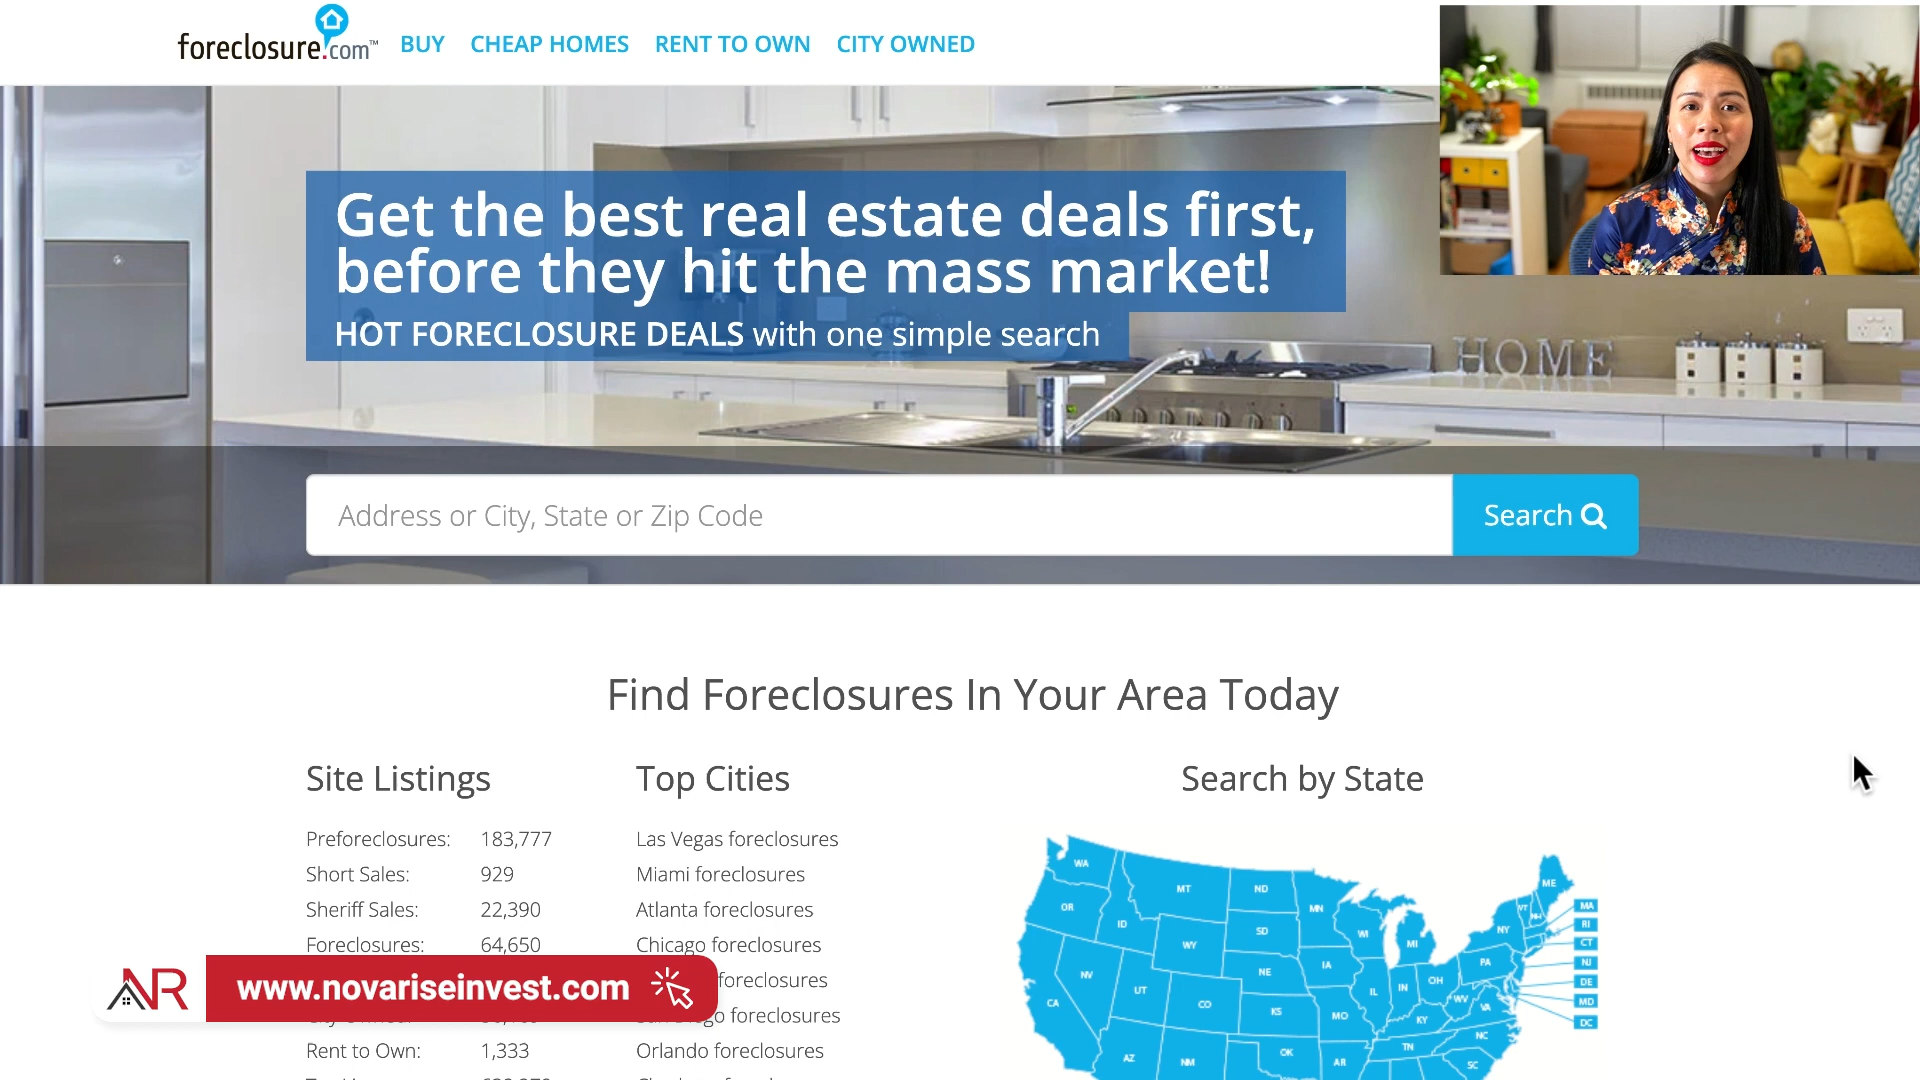 foreclosure.com™
BUY
CHEAP HOMES
RENT TO OWN
CITY OWNED
Get the best real estate deals first,
before they hit the mass market!
HOT FORECLOSURE DEALS with one simple search
HOME
Address or City, State or Zip Code
Search
Find Foreclosures In Your Area Today
Site Listings
Preforeclosures: 183,777
Short Sales: 929
Sheriff Sales: 22,390
Foreclosures: 64,650
Rent to Own: 1,333
Top Cities
Las Vegas foreclosures
Miami foreclosures
Atlanta foreclosures
Chicago foreclosures
foreclosures
foreclosures
Orlando foreclosures
Search by State
WA
MT
ND
MN
ME
OR
ID
SD
WI
VT
NH
MA
WY
MI
NY
RI
CT
NV
NE
IA
PA
NJ
CA
UT
CO
IL
IN
OH
DE
KS
MO
WV
VA
MD
KY
DC
NC
AZ
NM
OK
AR
TN
SC
NR
www.novariseinvest.com